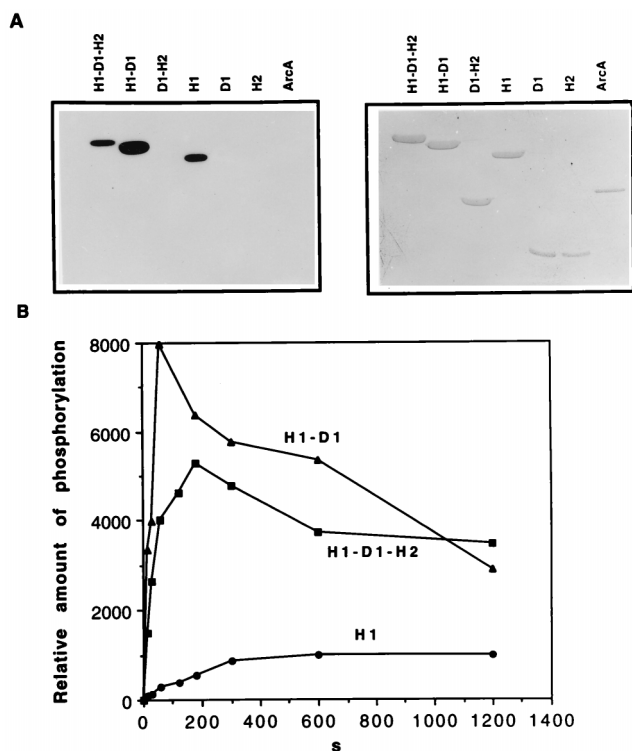 A
H1-D1-H2
H1-D1
D1-H2
H1
D1
H2
ArcA
H1-D1-H2
H1-D1
D1-H2
H1
D1
H2
ArcA
B
Relative amount of phosphorylation
8000
6000
4000
2000
0
H1-D1
H1-D1-H2
H1
0 200 400 600 800 1000 1200 1400
s